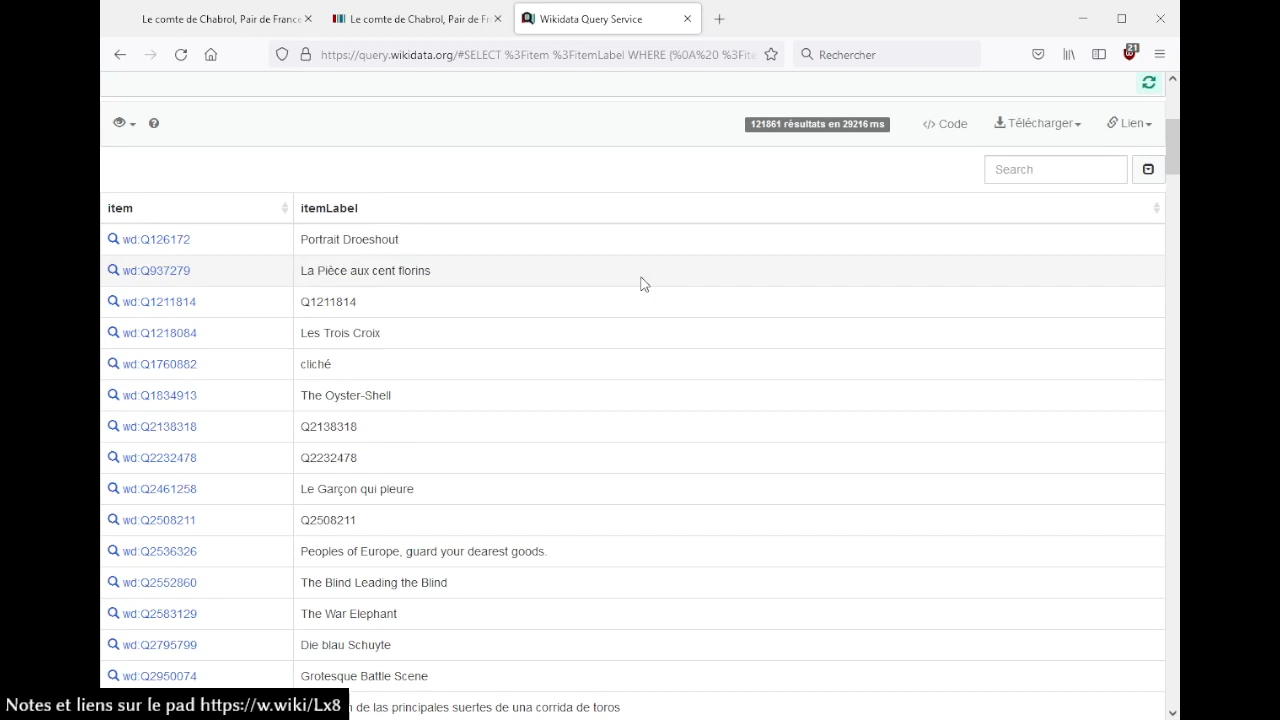 Le comte de Chabrol, Pair de France
Le comte de Chabrol, Pair de Fr
Wikidata Query Service
https://query.wikidata.org/#SELECT %3Fitem %3FitemLabel WHERE {%0A%20 %3Fite
Rechercher
21
121861 résultats en 29216 ms
</> Code
Télécharger
Lien
Search
item itemLabel
wd:Q126172 Portrait Droeshout
wd:Q937279 La Pièce aux cent florins
wd:Q1211814 Q1211814
wd:Q1218084 Les Trois Croix
wd:Q1760882 cliché
wd:Q1834913 The Oyster-Shell
wd:Q2138318 Q2138318
wd:Q2232478 Q2232478
wd:Q2461258 Le Garçon qui pleure
wd:Q2508211 Q2508211
wd:Q2536326 Peoples of Europe, guard your dearest goods.
wd:Q2552860 The Blind Leading the Blind
wd:Q2583129 The War Elephant
wd:Q2795799 Die blau Schuyte
wd:Q2950074 Grotesque Battle Scene
n de las principales suertes de una corrida de toros
Notes et liens sur le pad https://w.wiki/Lx8